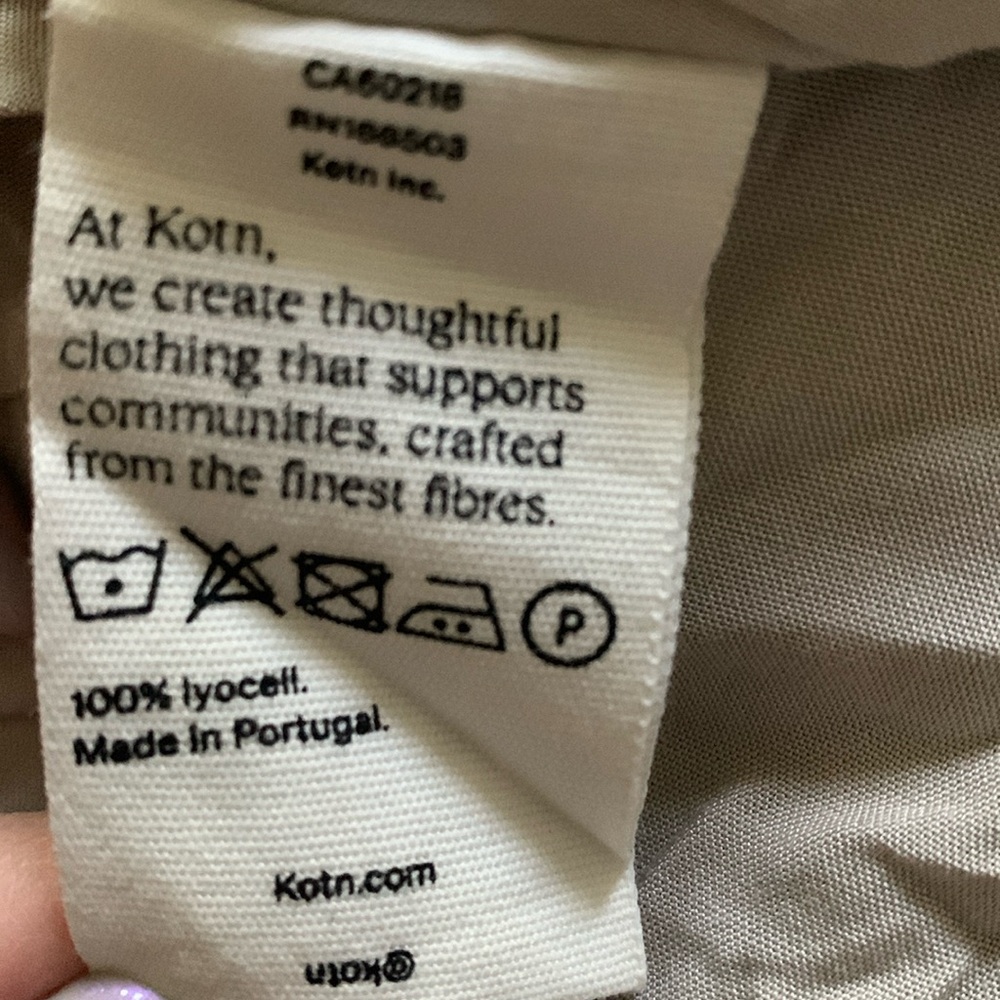 CA60218
RN166503
Kotn Inc.
At Kotn,
we create thoughtful
clothing that supports
communities, crafted
from the finest fibres.
P
100% lyocell.
Made in Portugal.
Kotn.com
@kotn